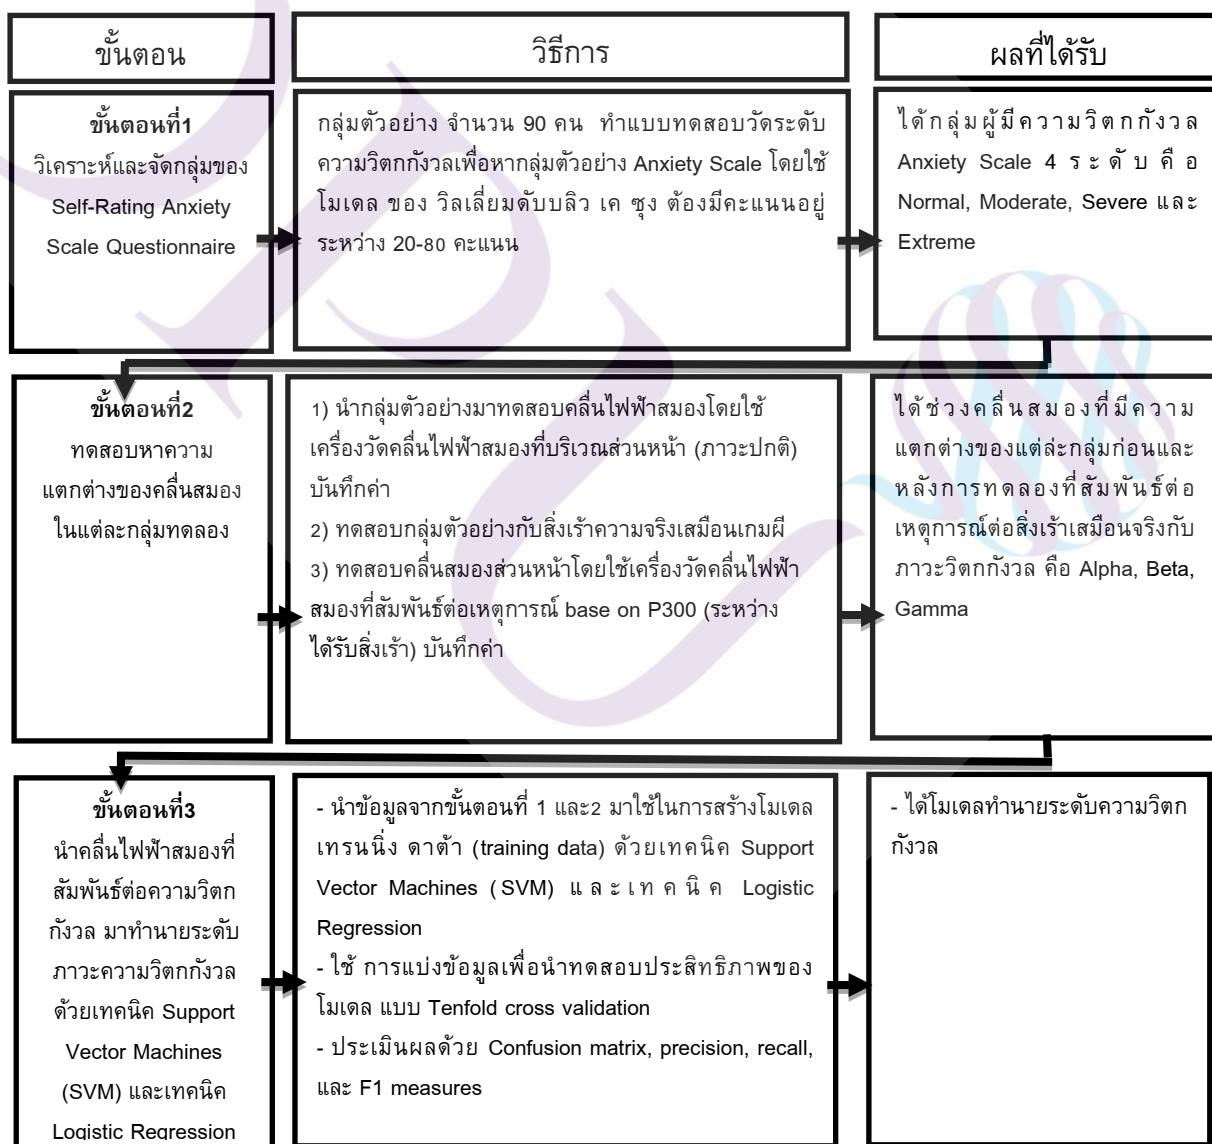 ขั้นตอน
วิธีการ
ผลที่ได้รับ
ขั้นตอนที่1
วิเคราะห์และจัดกลุ่มของ
Self-Rating Anxiety
Scale Questionnaire
กลุ่มตัวอย่าง จำนวน 90 คน ทำแบบทดสอบวัดระดับ
ความวิตกกังวลเพื่อหากลุ่มตัวอย่าง Anxiety Scale โดยใช้
โมเดล ของ วิลเลี่ยมดับบลิว เค ซุง ต้องมีคะแนนอยู่
ระหว่าง 20-80 คะแนน
ได้กลุ่มผู้มีความวิตกกังวล
Anxiety Scale 4 ระดับคือ
Normal, Moderate, Severe และ
Extreme
ขั้นตอนที่2
ทดสอบหาความ
แตกต่างของคลื่นสมอง
ในแต่ละกลุ่มทดลอง
1) นำกลุ่มตัวอย่างมาทดสอบคลื่นไฟฟ้าสมองโดยใช้
เครื่องวัดคลื่นไฟฟ้าสมองที่บริเวณส่วนหน้า (ภาวะปกติ)
บันทึกค่า
2) ทดสอบกลุ่มตัวอย่างกับสิ่งเร้าความจริงเสมือนเกมผี
3) ทดสอบคลื่นสมองส่วนหน้าโดยใช้เครื่องวัดคลื่นไฟฟ้า
สมองที่สัมพันธ์ต่อเหตุการณ์ base on P300 (ระหว่าง
ได้รับสิ่งเร้า) บันทึกค่า
ได้ช่วงคลื่นสมองที่มีความ
แตกต่างของแต่ล่ะกลุ่มก่อนและ
หลังการทดลองที่สัมพันธ์ต่อ
เหตุการณ์ต่อสิ่งเร้าเสมือนจริงกับ
ภาวะวิตกกังวล คือ Alpha, Beta,
Gamma
ขั้นตอนที่3
นำคลื่นไฟฟ้าสมองที่
สัมพันธ์ต่อความวิตก
กังวล มาทำนายระดับ
ภาวะความวิตกกังวล
ด้วยเทคนิค Support
Vector Machines
(SVM) และเทคนิค
Logistic Regression
- นำข้อมูลจากขั้นตอนที่ 1 และ2 มาใช้ในการสร้างโมเดล
เทรนนิ่ง ดาต้า (training data) ด้วยเทคนิค Support
Vector Machines (SVM) และเทคนิค Logistic
Regression
- ใช้ การแบ่งข้อมูลเพื่อนำทดสอบประสิทธิภาพของ
โมเดล แบบ Tenfold cross validation
- ประเมินผลด้วย Confusion matrix, precision, recall,
และ F1 measures
- ได้โมเดลทำนายระดับความวิตก
กังวล